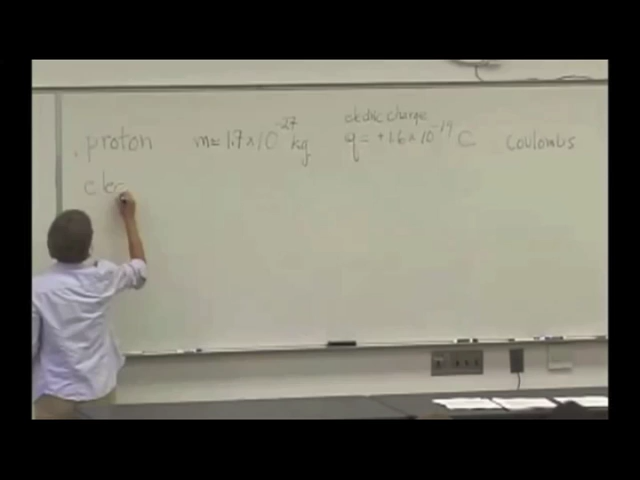 electric charge
proton m = 1.7 × 10^-27 kg q = +1.6 × 10^-19 C Coulombs
elec